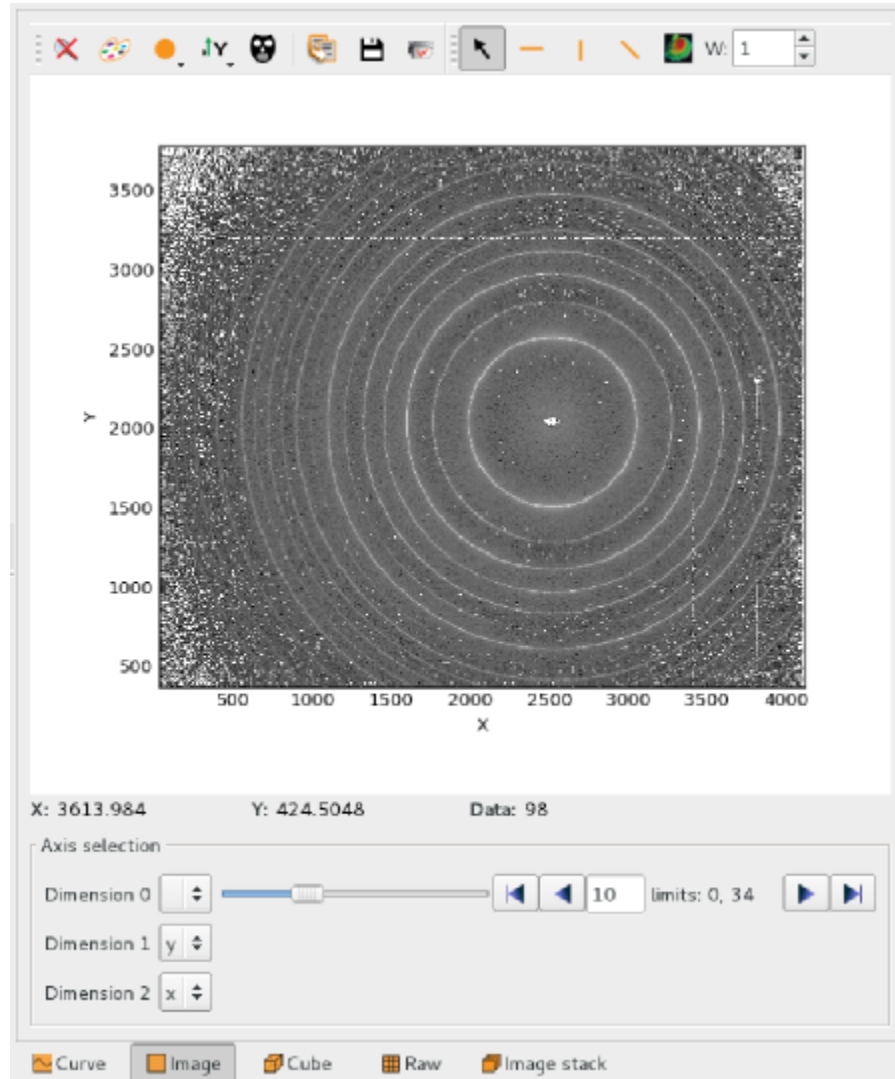 W: 1
3500
3000
2500
2000
1500
1000
500
Y
500 1000 1500 2000 2500 3000 3500 4000
X
X: 3613.984 Y: 424.5048 Data: 98
Axis selection
Dimension 0 10 limits: 0, 34
Dimension 1 y
Dimension 2 x
Curve Image Cube Raw Image stack